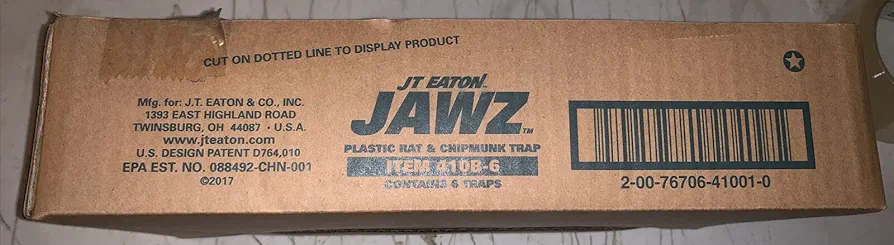 CUT ON DOTTED LINE TO DISPLAY PRODUCT
Mfg. for: J.T. EATON & CO., INC.
1393 EAST HIGHLAND ROAD
TWINSBURG, OH 44087 • U.S.A.
www.jteaton.com
U.S. DESIGN PATENT D764,010
EPA EST. NO. 088492-CHN-001
©2017
JT EATON™
JAWZ™
PLASTIC RAT & CHIPMUNK TRAP
ITEM 410B-6
CONTAINS 6 TRAPS
2-00-76706-41001-0